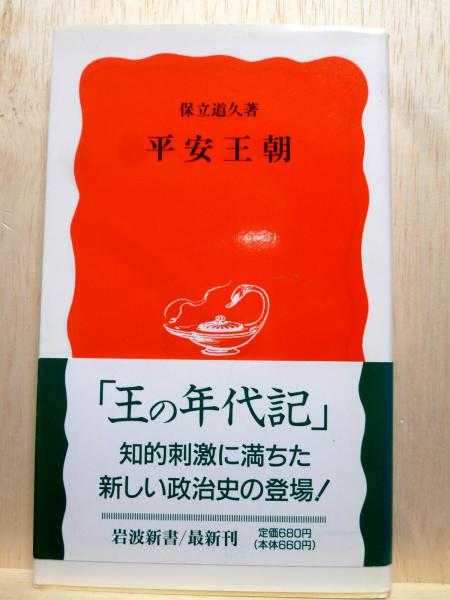 保立道久著
平安王朝
「王の年代記」
知的刺激に満ちた
新しい政治史の登場!
岩波新書/最新刊
定価680円
(本体660円)